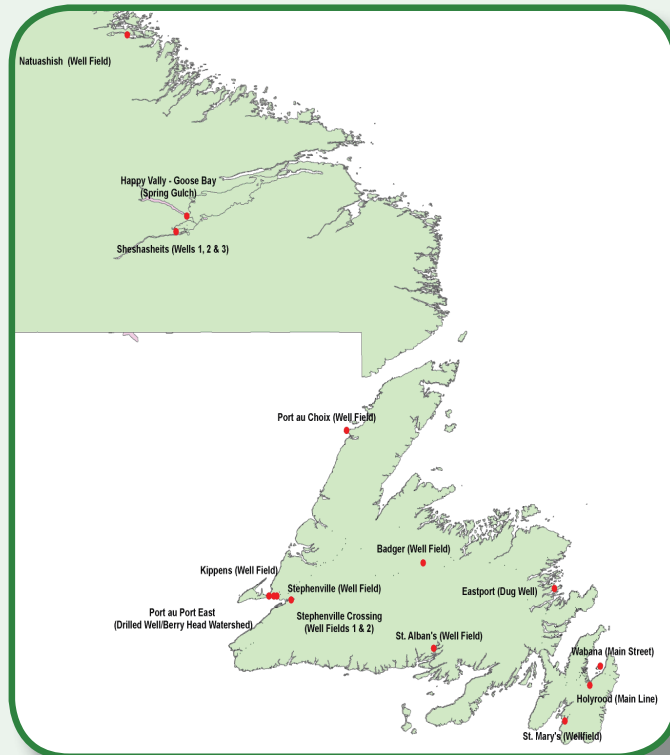 Natuashish (Well Field)
Happy Vally - Goose Bay
(Spring Gulch)
Sheshasheits (Wells 1, 2 & 3)
Port au Choix (Well Field)
Badger (Well Field)
Kippens (Well Field)
Stephenville (Well Field)
Eastport (Dug Well)
Port au Port East
(Drilled Well/Berry Head Watershed)
Stephenville Crossing
(Well Fields 1 & 2)
St. Alban's (Well Field)
Wabana (Main Street)
Holyrood (Main Line)
St. Mary's (Wellfield)